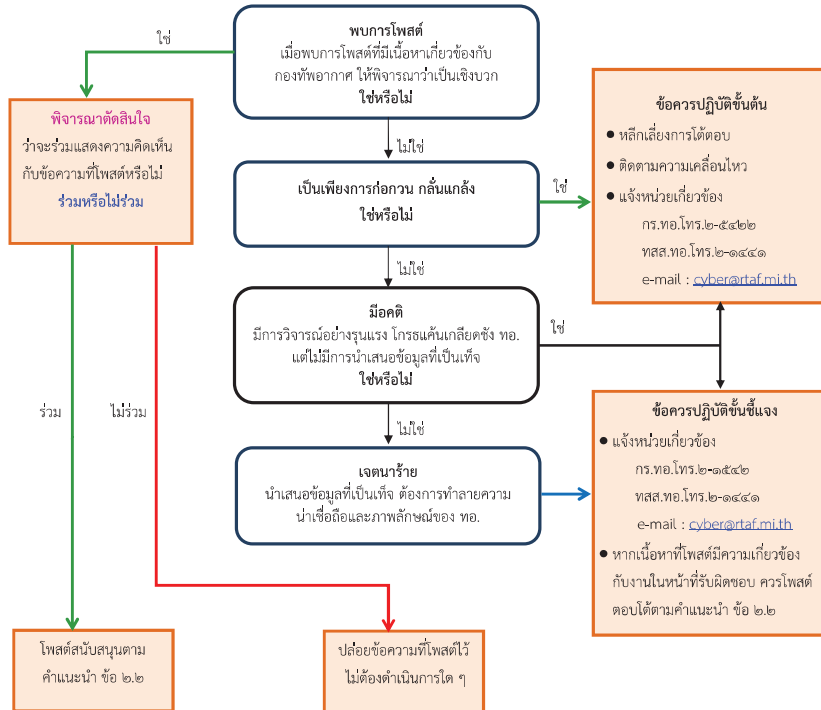 พบการโพสต์
เมื่อพบการโพสต์ที่มีเนื้อหาเกี่ยวข้องกับ
กองทัพอากาศ ให้พิจารณาว่าเป็นเชิงบวก
ใช่หรือไม่
ใช่
พิจารณาตัดสินใจ
ว่าจะร่วมแสดงความคิดเห็น
กับข้อความที่โพสต์หรือไม่
ร่วมหรือไม่ร่วม
ไม่ใช่
เป็นเพียงการก่อกวน กลั่นแกล้ง
ใช่หรือไม่
ใช่
ข้อควรปฏิบัติขั้นต้น
● หลีกเลี่ยงการโต้ตอบ
● ติดตามความเคลื่อนไหว
● แจ้งหน่วยเกี่ยวข้อง
กร.ทอ.โทร.๒-๕๔๒๒
ทสส.ทอ.โทร.๒-๑๔๔๑
e-mail : cyber@rtaf.mi.th
ไม่ใช่
มีอคติ
มีการวิจารณ์อย่างรุนแรง โกรธแค้นเกลียดชัง ทอ.
แต่ไม่มีการนำเสนอข้อมูลที่เป็นเท็จ
ใช่หรือไม่
ใช่
ไม่ใช่
เจตนาร้าย
นำเสนอข้อมูลที่เป็นเท็จ ต้องการทำลายความ
น่าเชื่อถือและภาพลักษณ์ของ ทอ.
ข้อควรปฏิบัติขั้นชี้แจง
● แจ้งหน่วยเกี่ยวข้อง
กร.ทอ.โทร.๒-๑๕๔๒
ทสส.ทอ.โทร.๒-๑๔๔๑
e-mail : cyber@rtaf.mi.th
● หากเนื้อหาที่โพสต์มีความเกี่ยวข้อง
กับงานในหน้าที่รับผิดชอบ ควรโพสต์
ตอบโต้ตามคำแนะนำ ข้อ ๒.๒
ร่วม
ไม่ร่วม
โพสต์สนับสนุนตาม
คำแนะนำ ข้อ ๒.๒
ปล่อยข้อความที่โพสต์ไว้
ไม่ต้องดำเนินการใด ๆ